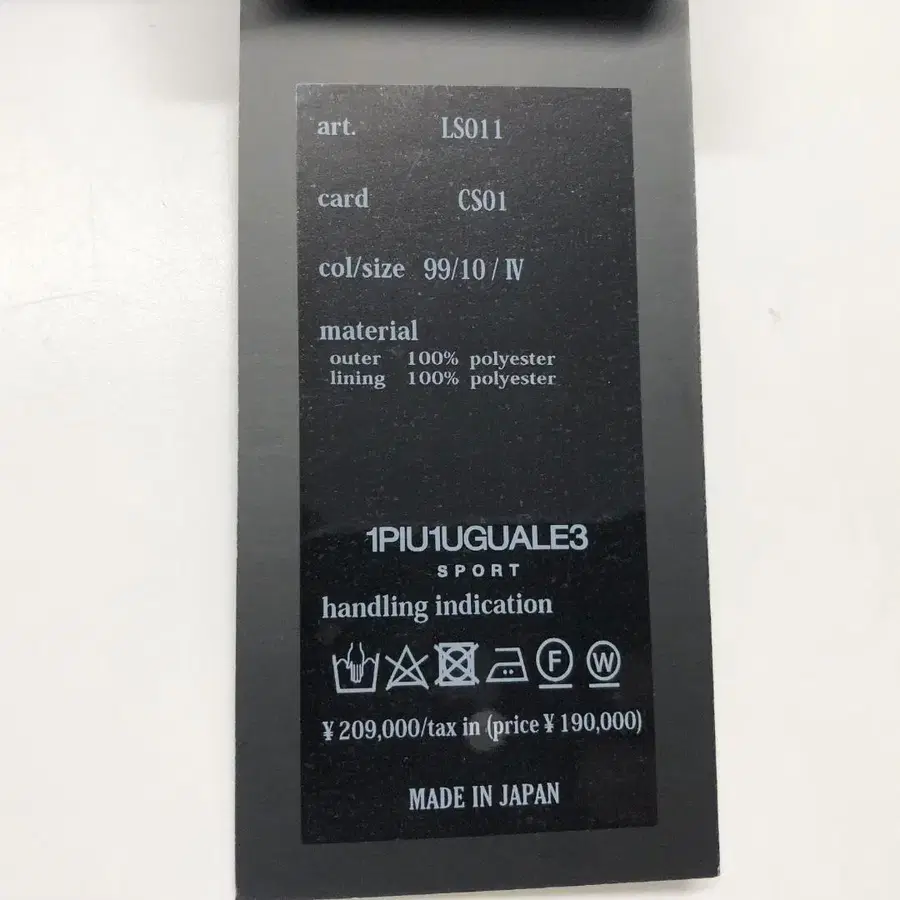 art. LS011
card CS01
col/size 99/10 / Ⅳ
material
outer 100% polyester
lining 100% polyester
1PIU1UGUALE3
SPORT
handling indication
F W
¥ 209,000/tax in (price ¥ 190,000)
MADE IN JAPAN